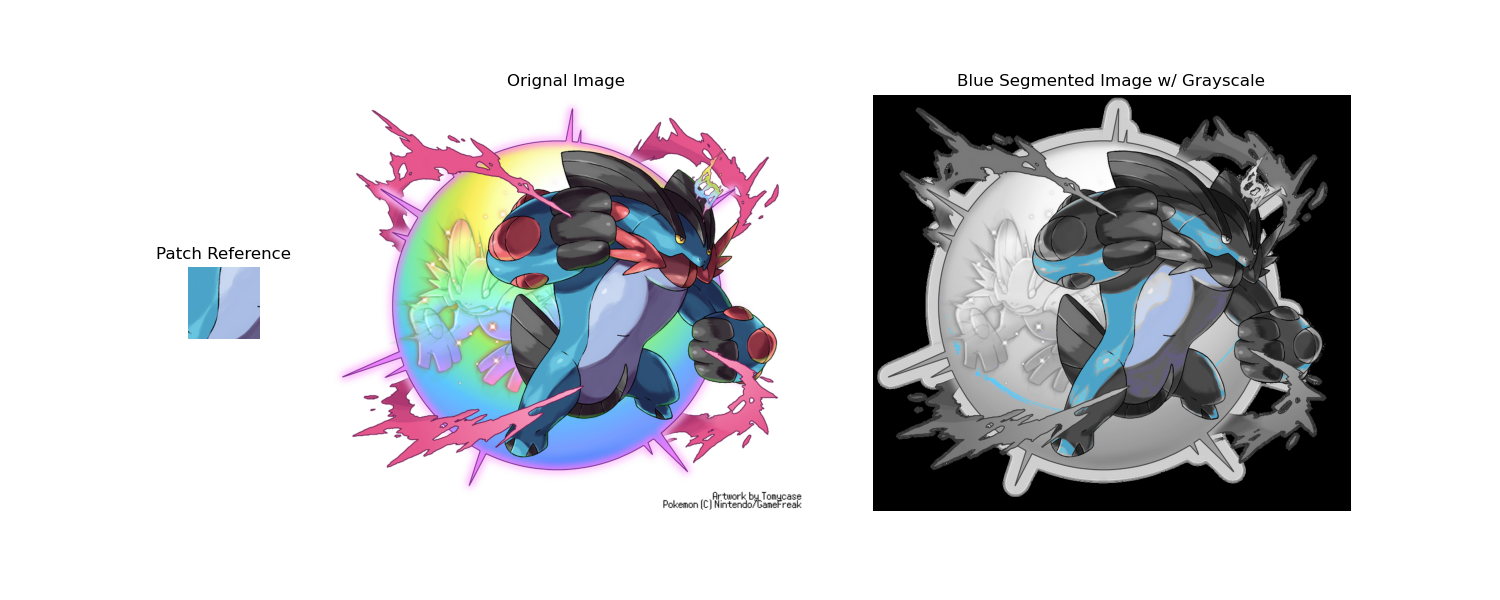 Orignal Image
Blue Segmented Image w/ Grayscale
Patch Reference
Artwork by Tomycase
Pokemon (C) Nintendo/GameFreak